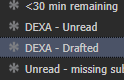 <30 min remaining
DEXA - Unread
DEXA - Drafted
Unread - missing sul